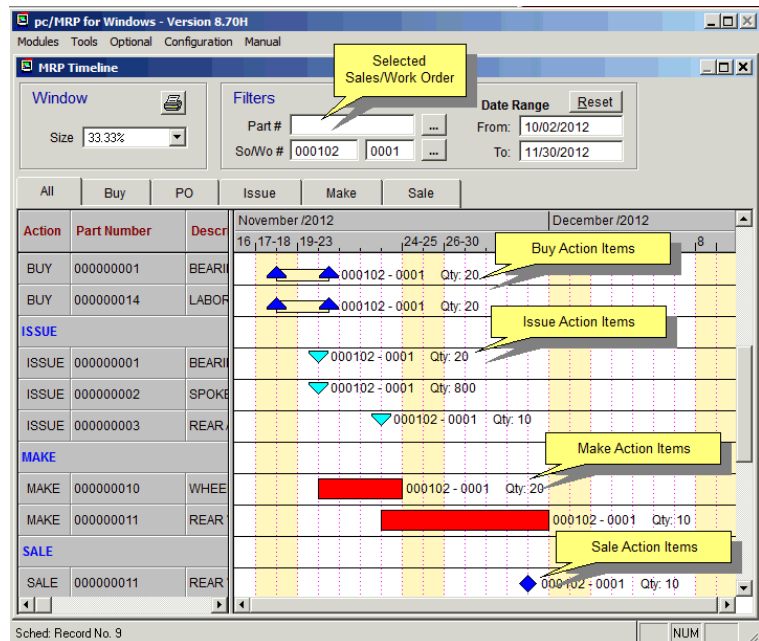 pc/MRP for Windows - Version 8.70H
Modules Tools Optional Configuration Manual
MRP Timeline
Selected
Sales/Work Order
Window
Size 33.33%
Filters
Part # ...
So/Wo # 000102 0001 ...
Date Range Reset
From: 10/02/2012
To: 11/30/2012
All Buy PO Issue Make Sale
Action Part Number Descr
November /2012 December /2012
16 17-18 19-23 24-25 26-30 8
Buy Action Items
BUY 000000001 BEARI 000102 - 0001 Qty: 20
BUY 000000014 LABOR 000102 - 0001 Qty: 20
ISSUE
Issue Action Items
ISSUE 000000001 BEARI 000102 - 0001 Qty: 20
ISSUE 000000002 SPOKE 000102 - 0001 Qty: 800
ISSUE 000000003 REAR 000102 - 0001 Qty: 10
MAKE
Make Action Items
MAKE 000000010 WHEE 000102 - 0001 Qty: 20
MAKE 000000011 REAR 000102 - 0001 Qty: 10
SALE
Sale Action Items
SALE 000000011 REAR 000102 - 0001 Qty: 10
Sched: Record No. 9 NUM